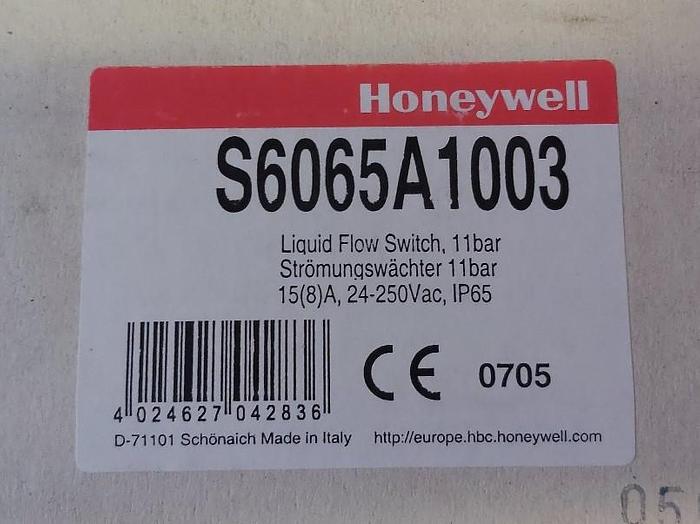 Honeywell
S6065A1003
Liquid Flow Switch, 11bar
Strömungswächter 11bar
15(8)A, 24-250Vac, IP65
CE 0705
4 024627 042836
D-71101 Schönaich Made in Italy http://europe.hbc.honeywell.com
05